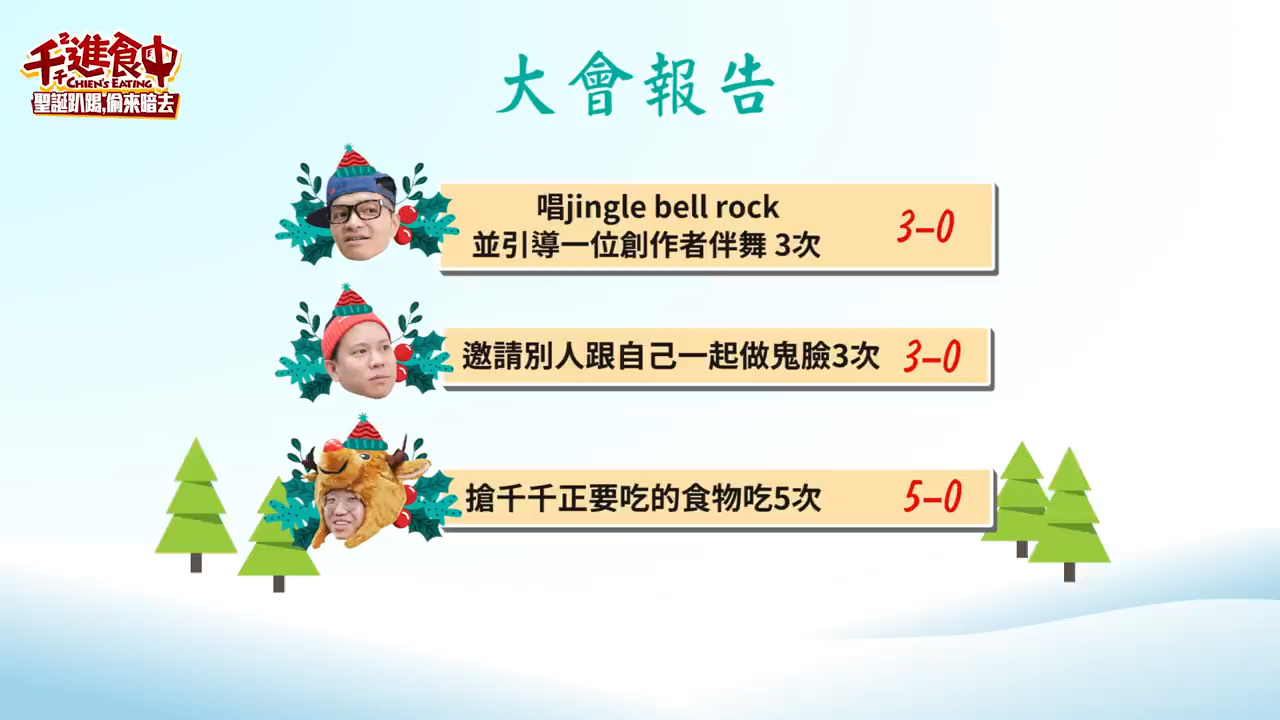 千千進食中
CHIEN'S EATING
聖誕趴踢,偷來暗去
大會報告
唱jingle bell rock
並引導一位創作者伴舞 3次
3-0
邀請別人跟自己一起做鬼臉3次 3-0
搶千千正要吃的食物吃5次 5-0